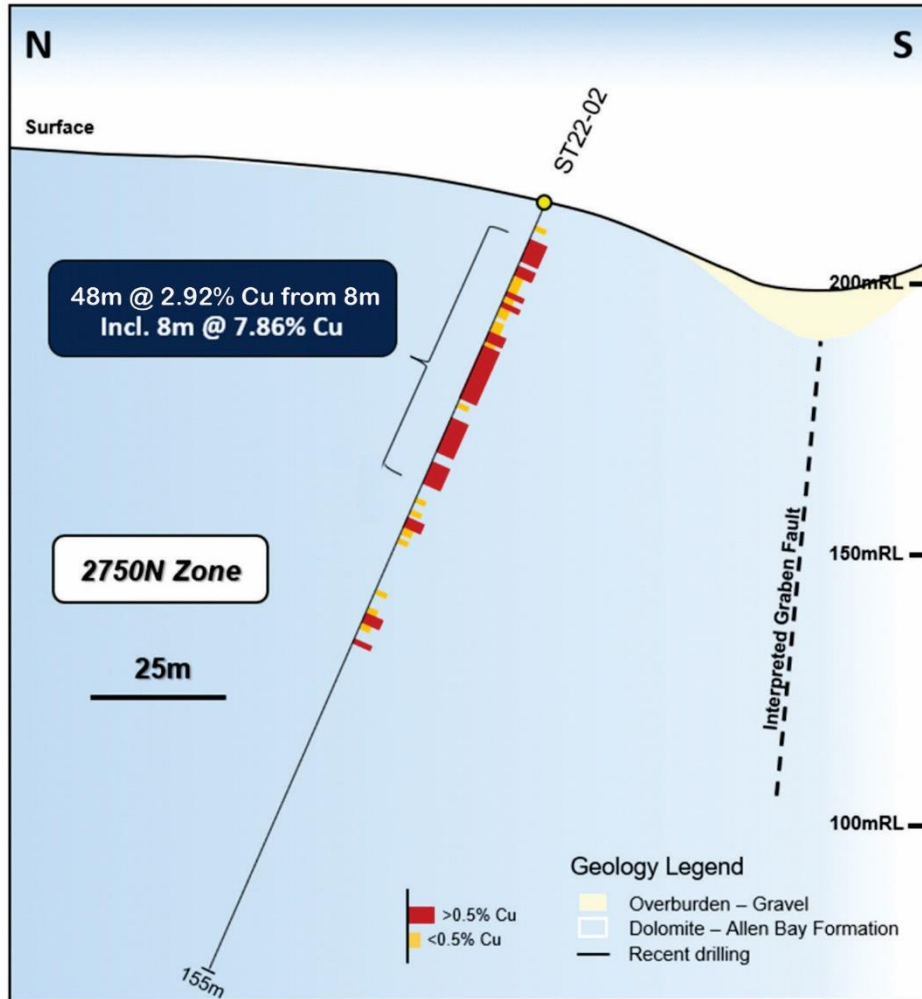 N
S
ST22-02
Surface
48m @ 2.92% Cu from 8m
Incl. 8m @ 7.86% Cu
200mRL
2750N Zone
150mRL
25m
Interpreted Graben Fault
100mRL
Geology Legend
>0.5% Cu
<0.5% Cu
Overburden – Gravel
Dolomite – Allen Bay Formation
Recent drilling
155m